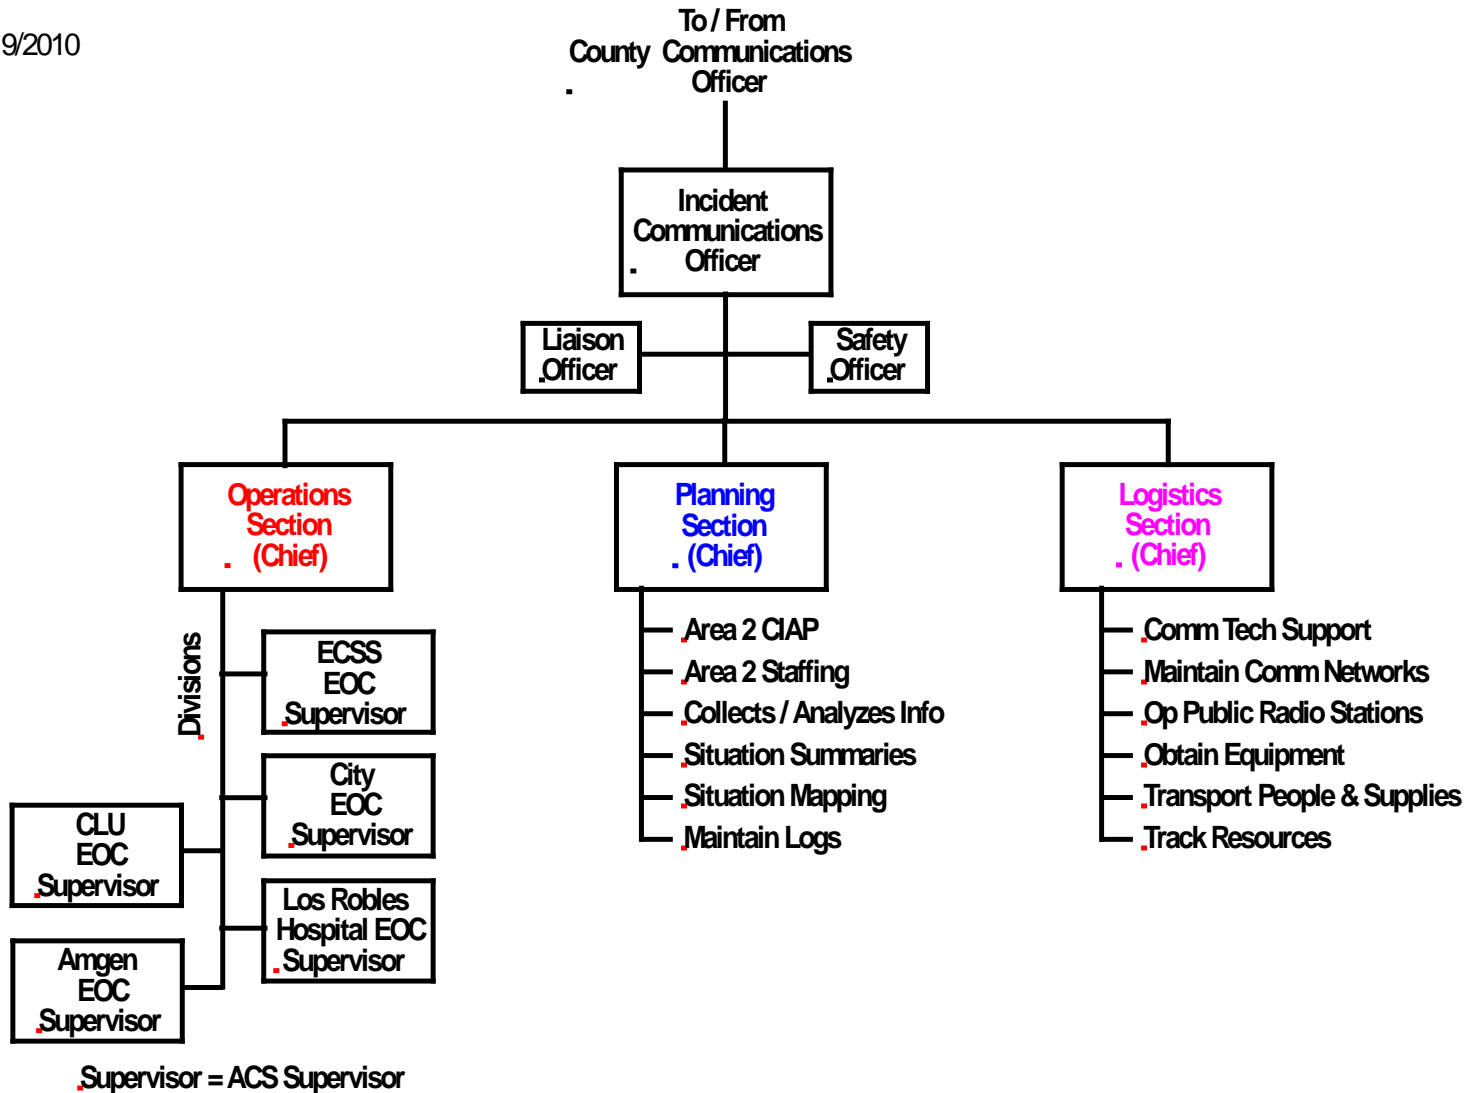 9/2010
To / From
County Communications
Officer
Incident
Communications
Officer
Liaison
Officer
Safety
Officer
Operations
Section
(Chief)
Planning
Section
(Chief)
Logistics
Section
(Chief)
Divisions
ECSS
EOC
Supervisor
City
EOC
Supervisor
CLU
EOC
Supervisor
Los Robles
Hospital EOC
Supervisor
Amgen
EOC
Supervisor
Area 2 CIAP
Area 2 Staffing
Collects / Analyzes Info
Situation Summaries
Situation Mapping
Maintain Logs
Comm Tech Support
Maintain Comm Networks
Op Public Radio Stations
Obtain Equipment
Transport People & Supplies
Track Resources
Supervisor = ACS Supervisor